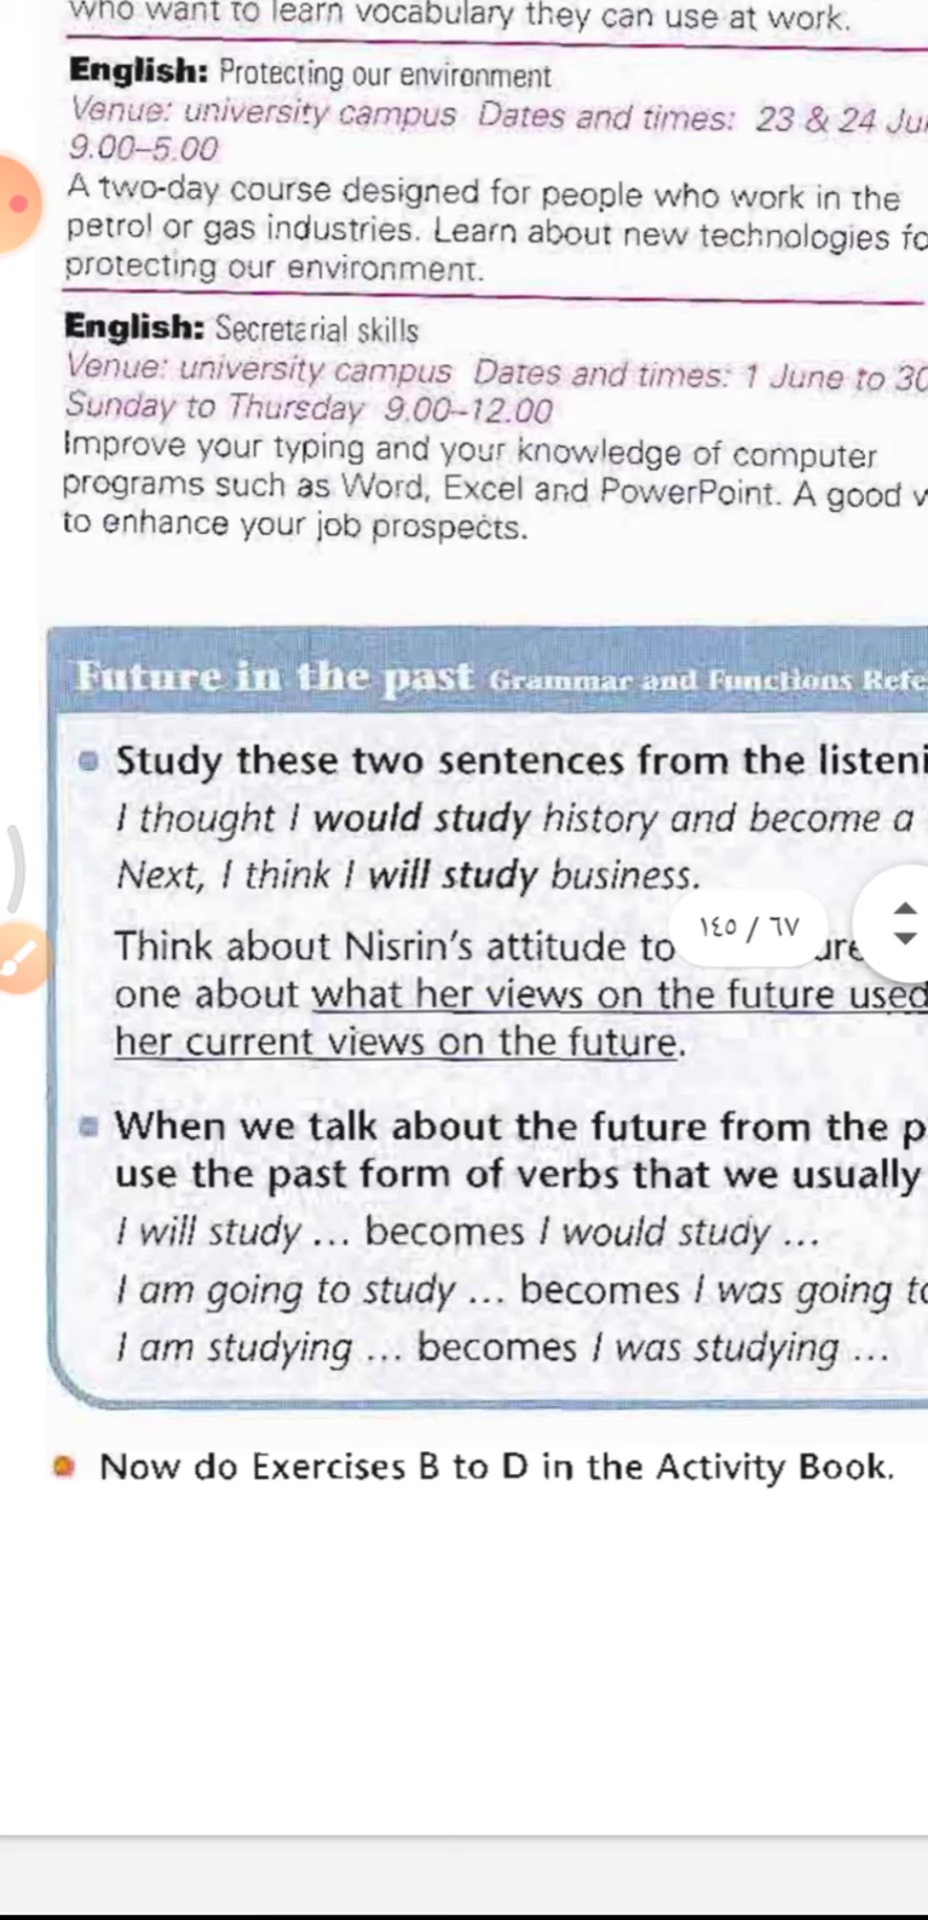 who want to learn vocabulary they can use at work.
English: Protecting our environment
Venue: university campus Dates and times: 23 & 24
9.00–5.00
A two-day course designed for people who work in the
petrol or gas industries. Learn about new technologies
protecting our environment.
English: Secretarial skills
Venue: university campus Dates and times: 1 June to 30
Sunday to Thursday 9.00–12.00
Improve your typing and your knowledge of computer
programs such as Word, Excel and PowerPoint. A good
to enhance your job prospects.
Future in the past Grammar and Functions
Study these two sentences from the
I thought I would study history and become a
Next, I think I will study business.
١٤٥ / ٦٧
Think about Nisrin's attitude to
one about what her views on the future used
her current views on the future.
When we talk about the future from the
use the past form of verbs that we usually
I will study ... becomes I would study ...
I am going to study ... becomes I was going
I am studying ... becomes I was studying ...
Now do Exercises B to D in the Activity Book.